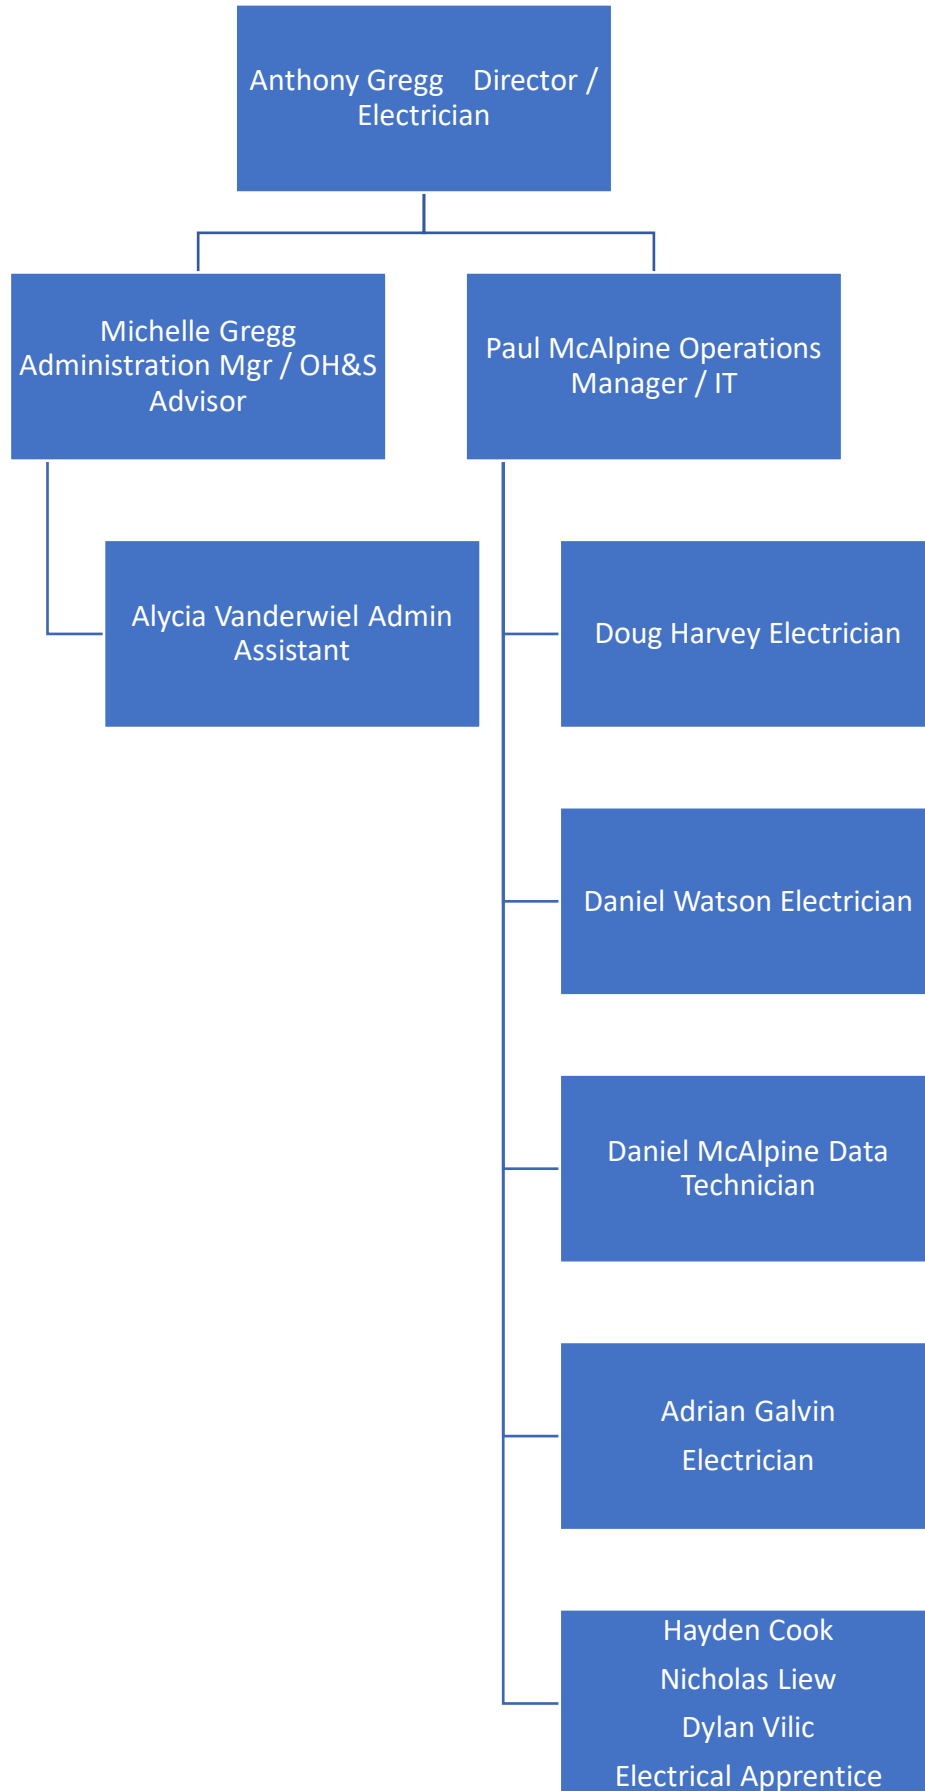 Anthony Gregg    Director /
Electrician
Michelle Gregg
Administration Mgr / OH&S
Advisor
Paul McAlpine Operations
Manager / IT
Alycia Vanderwiel Admin
Assistant
Doug Harvey Electrician
Daniel Watson Electrician
Daniel McAlpine Data
Technician
Adrian Galvin
Electrician
Hayden Cook
Nicholas Liew
Dylan Vilic
Electrical Apprentice